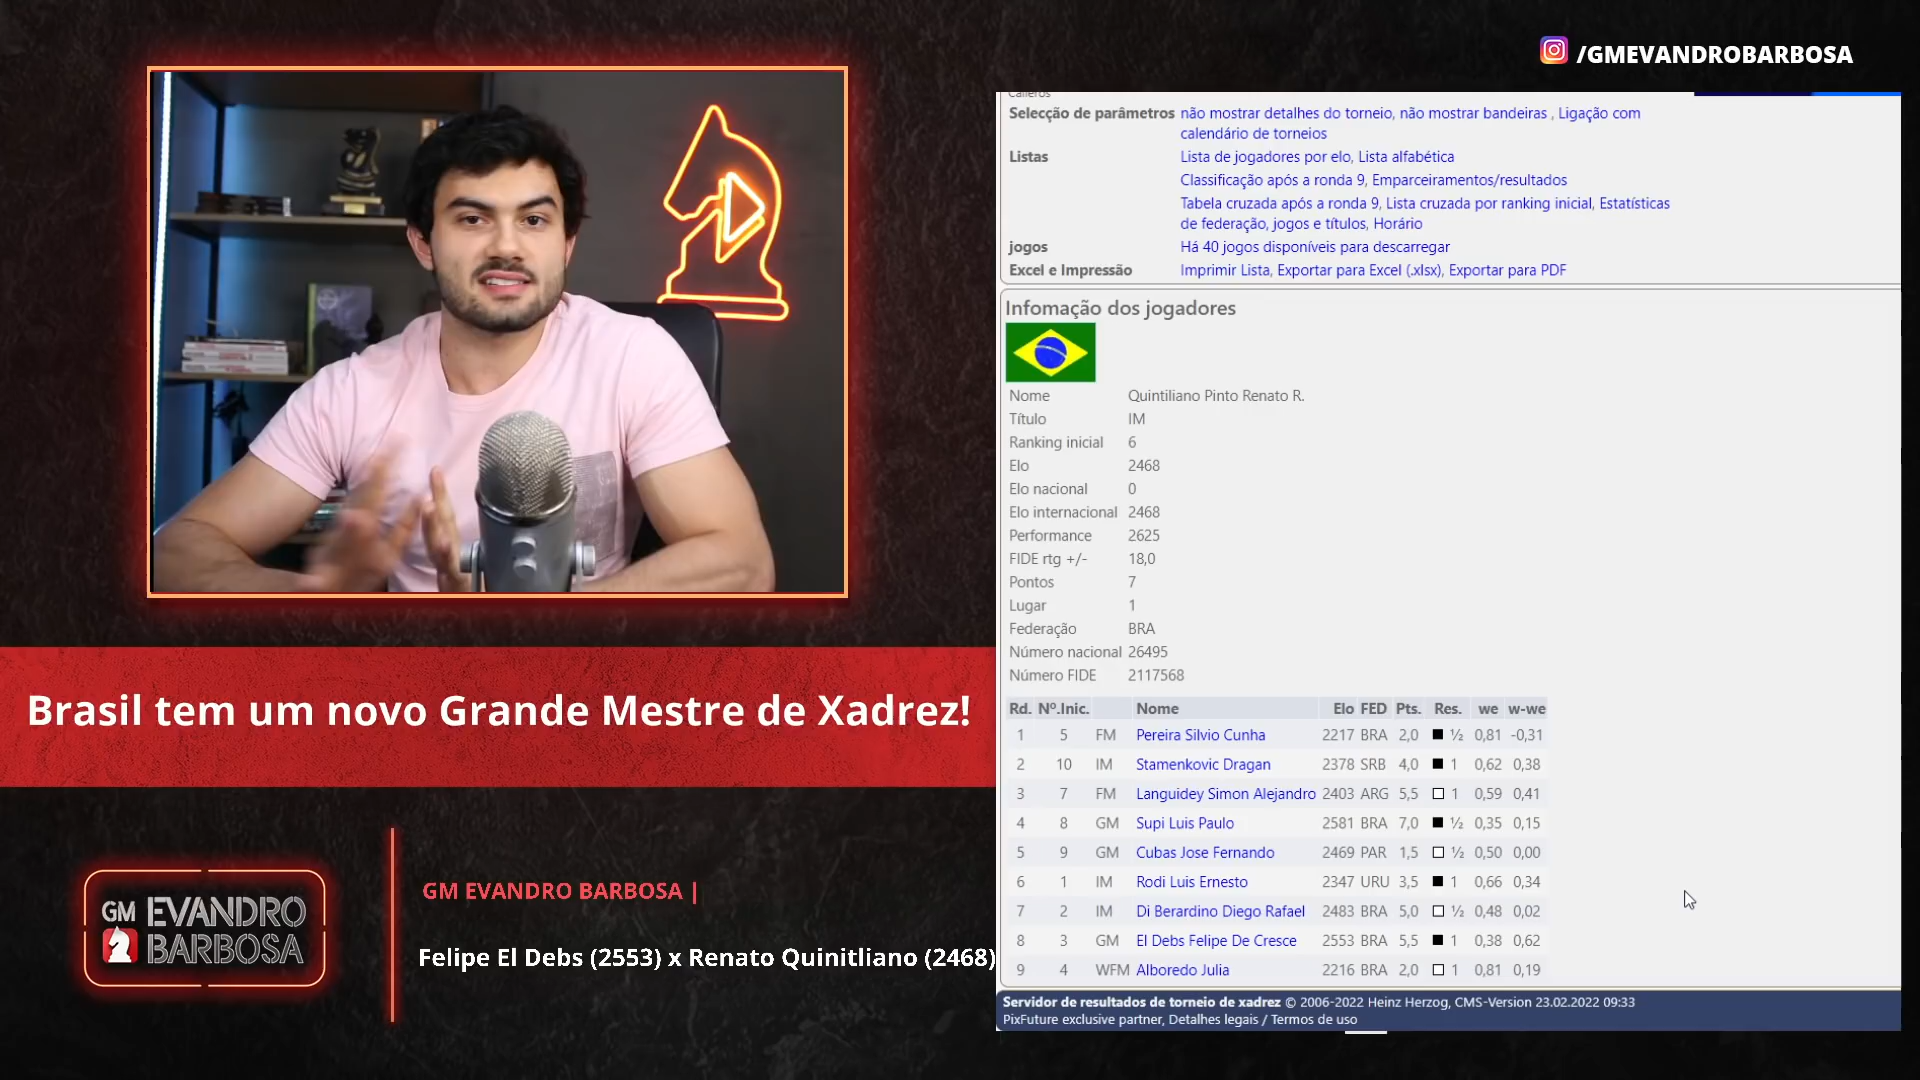 /GMEVANDROBARBOSA
Selecção de parâmetros não mostrar detalhes do torneio, não mostrar bandeiras , Ligação com
calendário de torneios
Listas Lista de jogadores por elo, Lista alfabética
Classificação após a ronda 9, Emparceiramentos/resultados
Tabela cruzada após a ronda 9, Lista cruzada por ranking inicial, Estatísticas
de federação, jogos e títulos, Horário
jogos Há 40 jogos disponíveis para descarregar
Excel e Impressão Imprimir Lista, Exportar para Excel (.xlsx), Exportar para PDF
Infomação dos jogadores
Nome Quintiliano Pinto Renato R.
Título IM
Ranking inicial 6
Elo 2468
Elo nacional 0
Elo internacional 2468
Performance 2625
FIDE rtg +/- 18,0
Pontos 7
Lugar 1
Federação BRA
Número nacional 26495
Número FIDE 2117568
Rd. Nº.Inic. Nome Elo FED Pts. Res. we w-we
1 5 FM Pereira Silvio Cunha 2217 BRA 2,0 ½ 0,81 -0,31
2 10 IM Stamenkovic Dragan 2378 SRB 4,0 1 0,62 0,38
3 7 FM Languidey Simon Alejandro 2403 ARG 5,5 1 0,59 0,41
4 8 GM Supi Luis Paulo 2581 BRA 7,0 ½ 0,35 0,15
5 9 GM Cubas Jose Fernando 2469 PAR 1,5 ½ 0,50 0,00
6 1 IM Rodi Luis Ernesto 2347 URU 3,5 1 0,66 0,34
7 2 IM Di Berardino Diego Rafael 2483 BRA 5,0 ½ 0,48 0,02
8 3 GM El Debs Felipe De Cresce 2553 BRA 5,5 1 0,38 0,62
9 4 WFM Alboredo Julia 2216 BRA 2,0 1 0,81 0,19
Servidor de resultados de torneio de xadrez © 2006-2022 Heinz Herzog, CMS-Version 23.02.2022 09:33
PixFuture exclusive partner, Detalhes legais / Termos de uso
Brasil tem um novo Grande Mestre de Xadrez!
GM EVANDRO
BARBOSA
GM EVANDRO BARBOSA |
Felipe El Debs (2553) x Renato Quinitliano (2468)